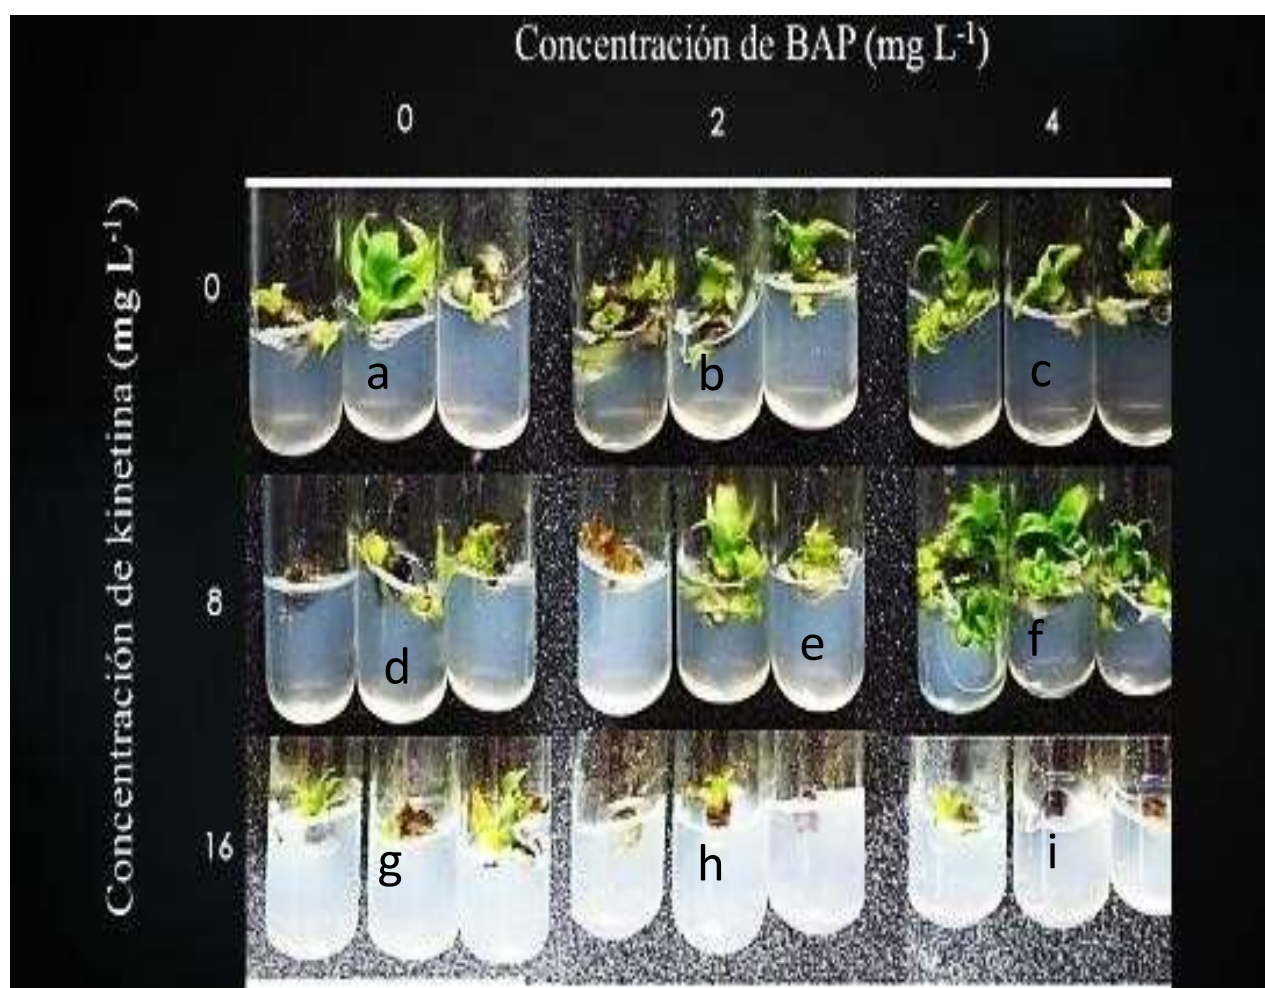 Concentración de BAP (mg L-1)
0 2 4
Concentración de kinetina (mg L-1)
0
a b c
8
d e f
16
g h i